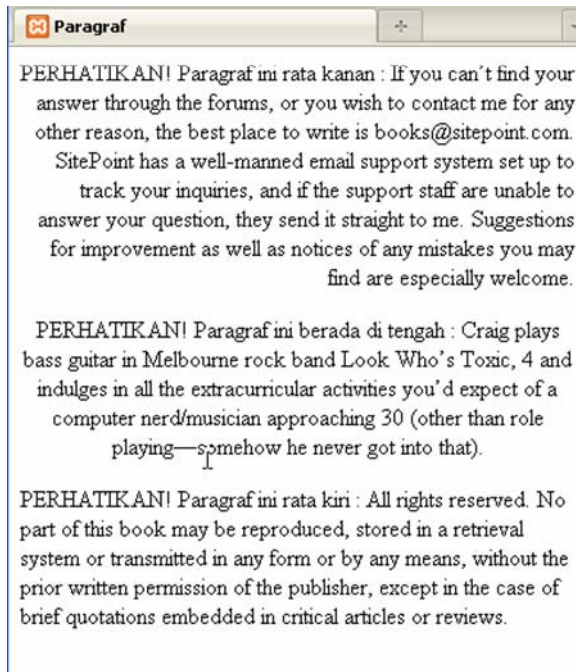 Paragraf
PERHATIKAN! Paragraf ini rata kanan : If you can't find your
answer through the forums, or you wish to contact me for any
other reason, the best place to write is books@sitepoint.com.
SitePoint has a well-manned email support system set up to
track your inquiries, and if the support staff are unable to
answer your question, they send it straight to me. Suggestions
for improvement as well as notices of any mistakes you may
find are especially welcome.
PERHATIKAN! Paragraf ini berada di tengah : Craig plays
bass guitar in Melbourne rock band Look Who's Toxic, 4 and
indulges in all the extracurricular activities you'd expect of a
computer nerd/musician approaching 30 (other than role
playing—somehow he never got into that).
PERHATIKAN! Paragraf ini rata kiri : All rights reserved. No
part of this book may be reproduced, stored in a retrieval
system or transmitted in any form or by any means, without the
prior written permission of the publisher, except in the case of
brief quotations embedded in critical articles or reviews.